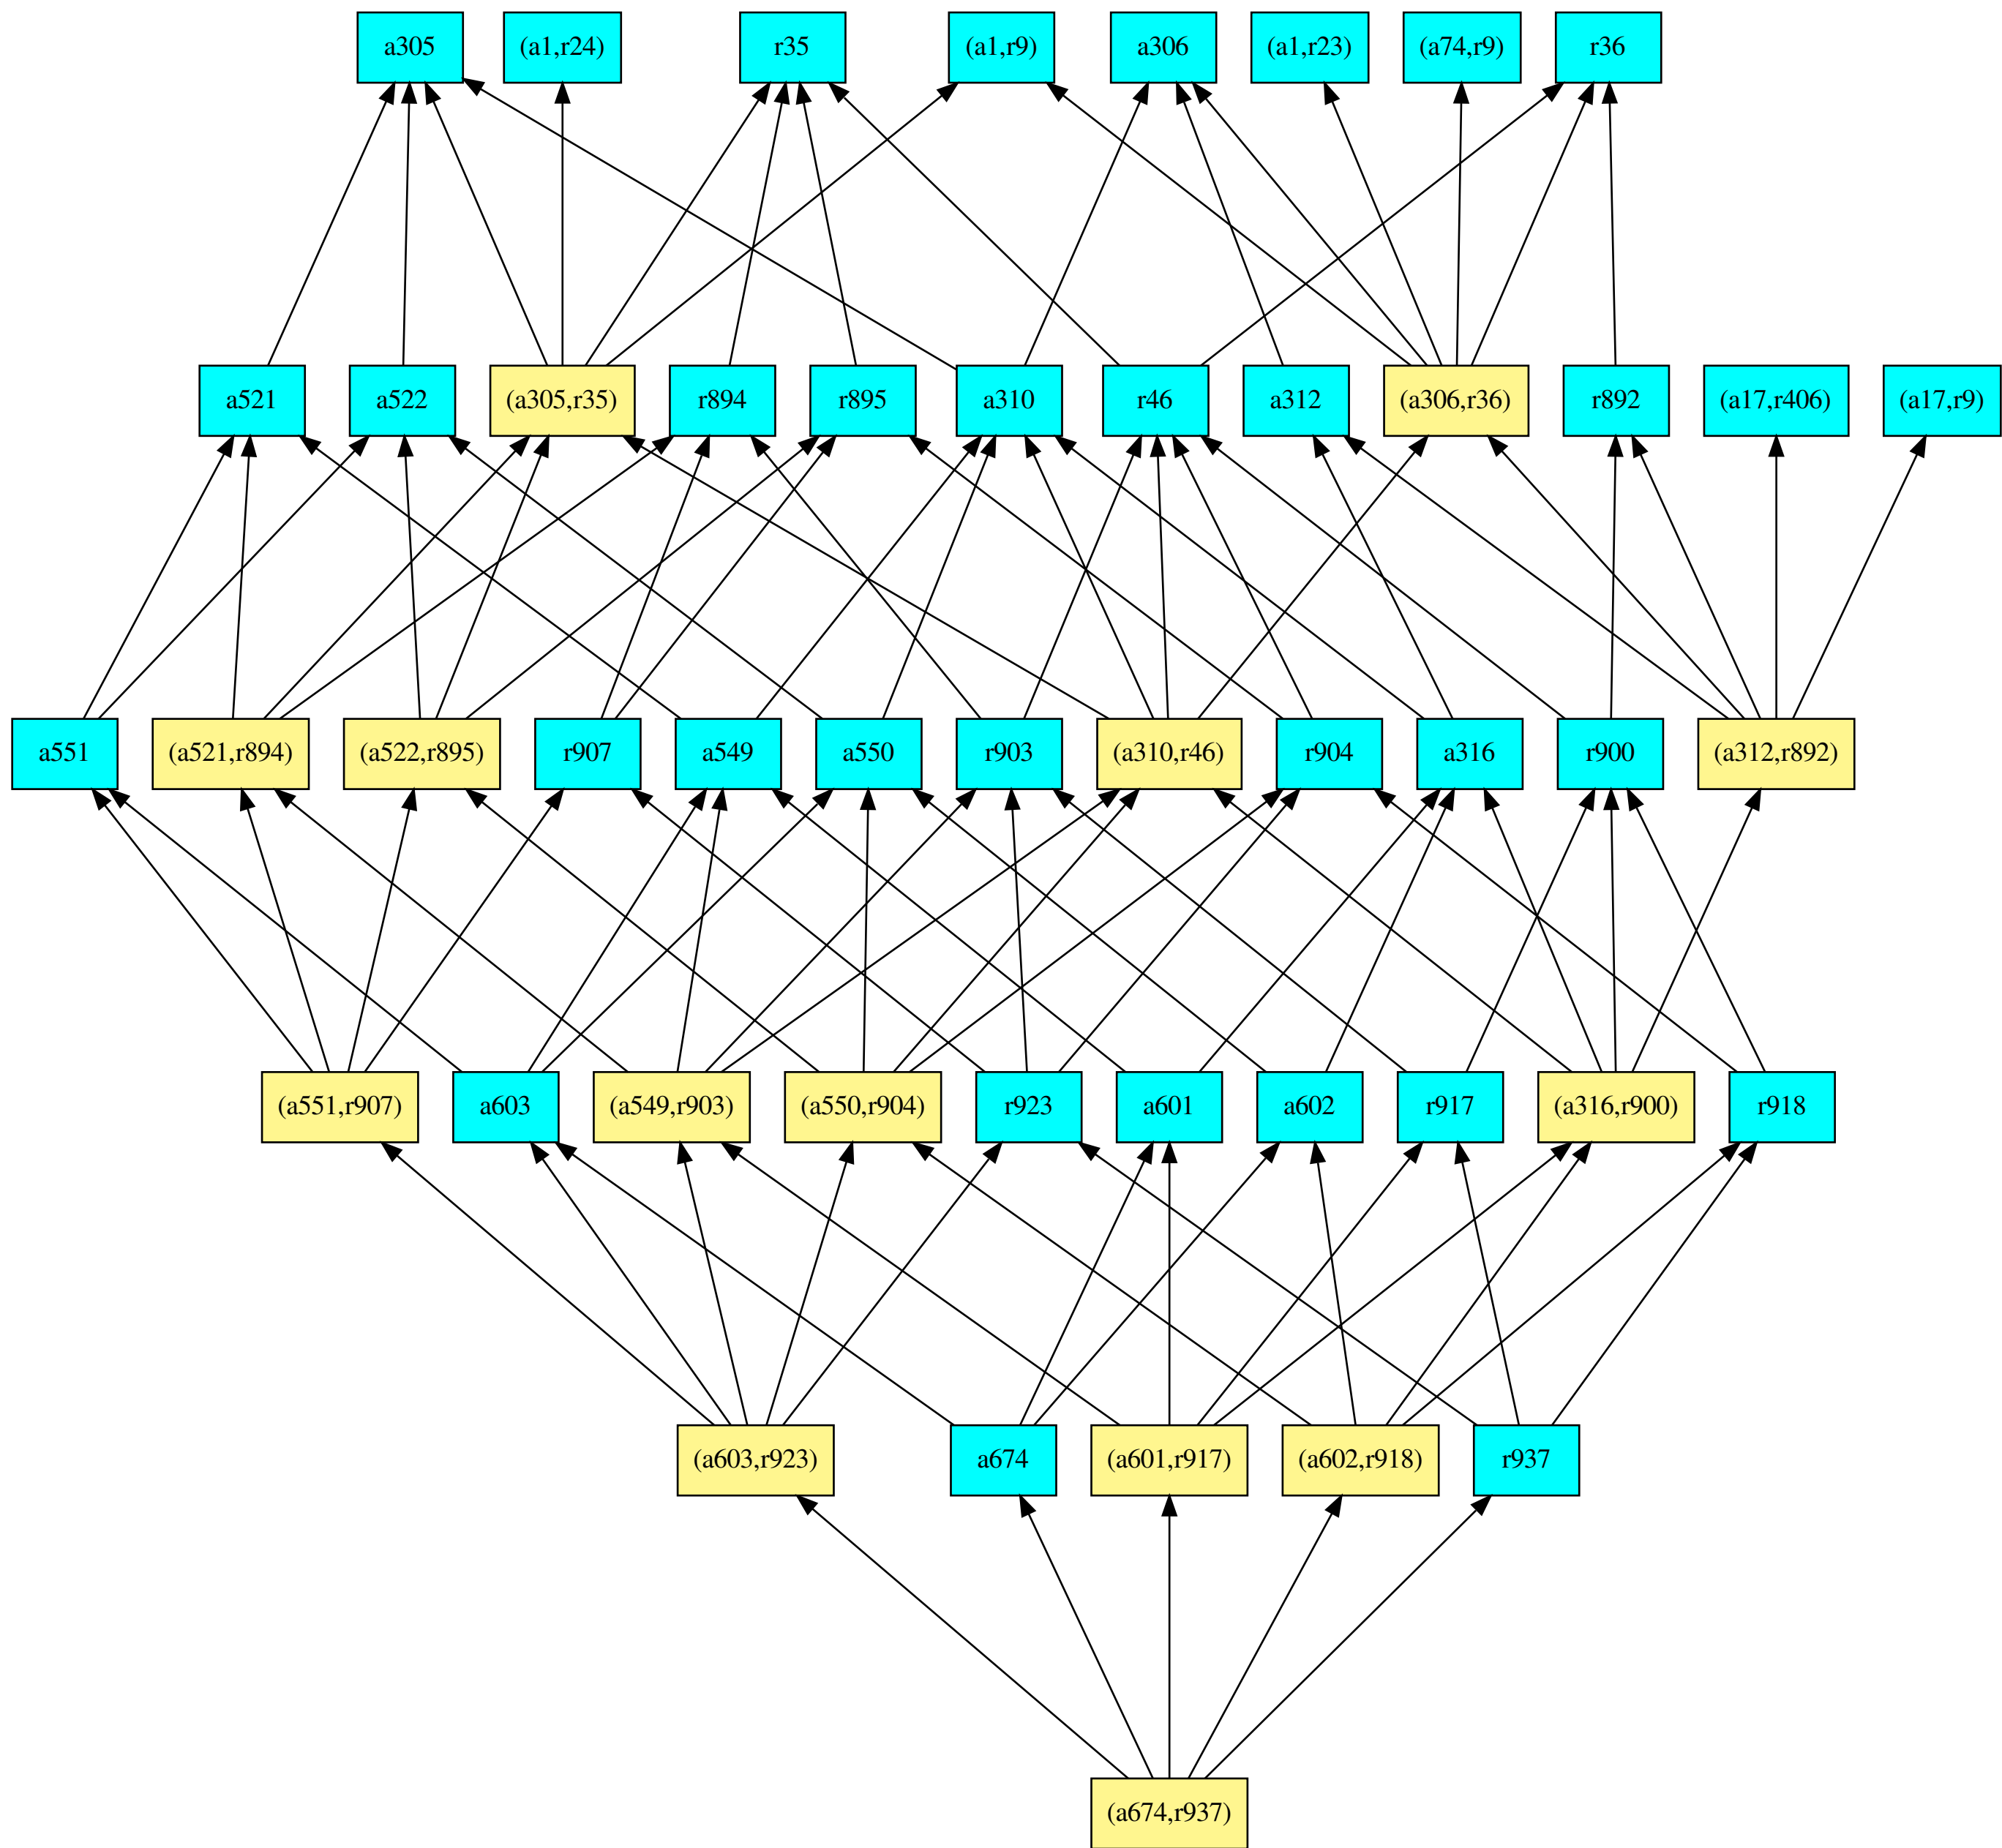 a305
(a1,r24)
r35
(a1,r9)
a306
(a1,r23)
(a74,r9)
r36
a521
a522
(a305,r35)
r894
r895
a310
r46
a312
(a306,r36)
r892
(a17,r406)
(a17,r9)
a551
(a521,r894)
(a522,r895)
r907
a549
a550
r903
(a310,r46)
r904
a316
r900
(a312,r892)
(a551,r907)
a603
(a549,r903)
(a550,r904)
r923
a601
a602
r917
(a316,r900)
r918
(a603,r923)
a674
(a601,r917)
(a602,r918)
r937
(a674,r937)